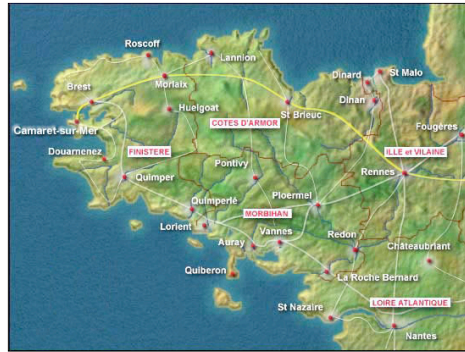 Roscoff
Lannion
Morlaix
Brest
Dinard
St Malo
Dinan
Huelgoat
St Brieuc
COTES D'ARMOR
Camaret-sur-Mer
Fougères
Douarnenez
FINISTERE
ILLE et VILAINE
Pontivy
Rennes
Quimper
Ploermel
Quimperlé
MORBIHAN
Lorient
Vannes
Redon
Auray
Châteaubriant
Quiberon
La Roche Bernard
St Nazaire
LOIRE ATLANTIQUE
Nantes